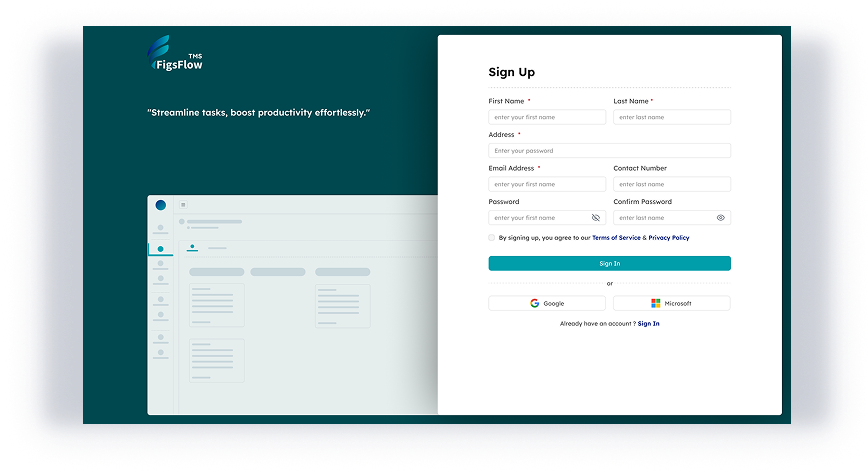 TMS
FigsFlow
"Streamline tasks, boost productivity effortlessly."
Sign Up
First Name *
Last Name *
enter your first name
enter last name
Address *
Enter your password
Email Address *
Contact Number
enter your first name
enter last name
Password
Confirm Password
enter your first name
enter last name
By signing up, you agree to our Terms of Service & Privacy Policy
Sign In
or
Google
Microsoft
Already have an account ? Sign In